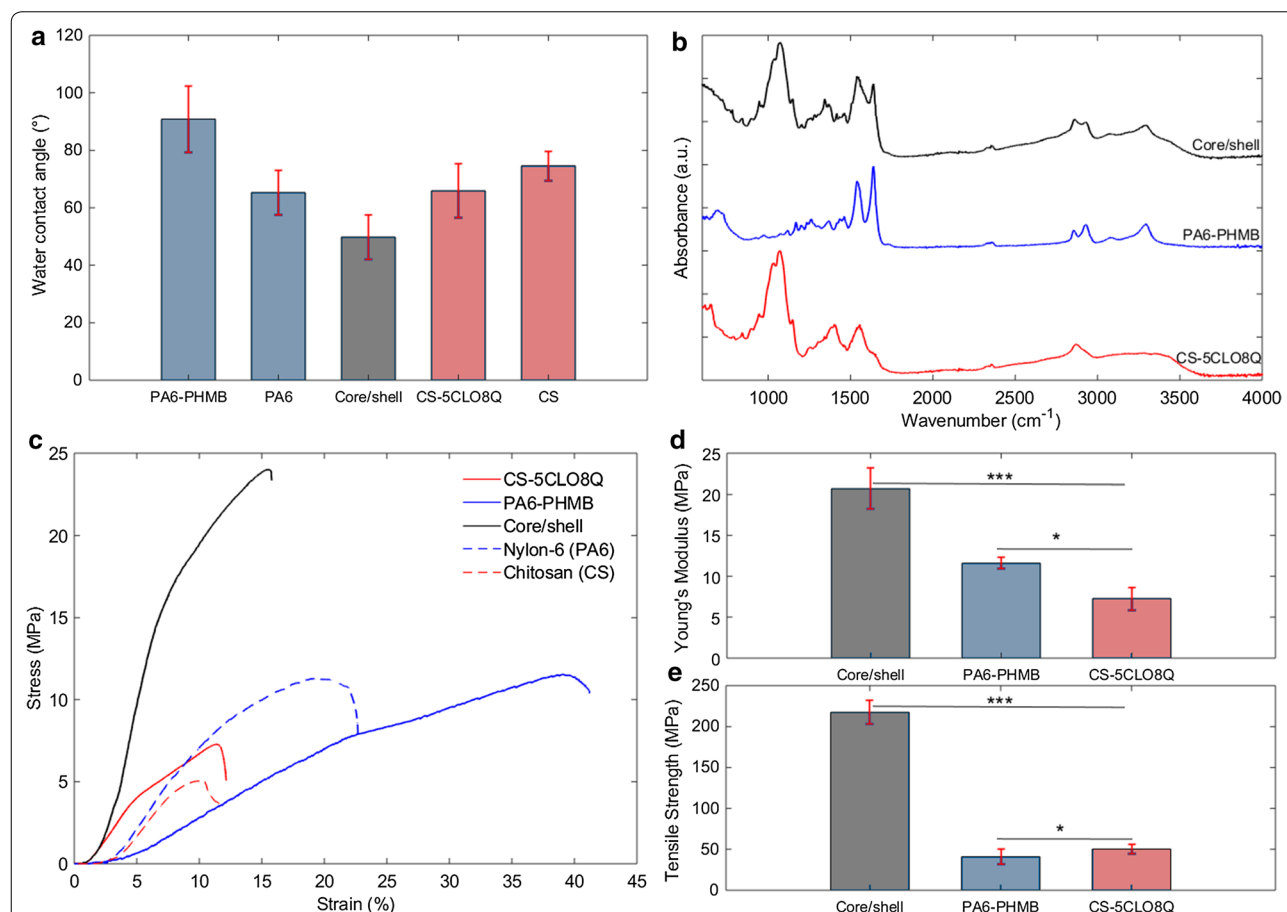 a
120
100
80
60
40
20
0
Water contact angle (°)
PA6-PHMB PA6 Core/shell CS-5CLO8Q CS
b
Absorbance (a.u.)
Core/shell
PA6-PHMB
CS-5CLO8Q
1000 1500 2000 2500 3000 3500 4000
Wavenumber (cm⁻¹)
c
25
20
15
10
5
0
Stress (MPa)
CS-5CLO8Q
PA6-PHMB
Core/shell
Nylon-6 (PA6)
Chitosan (CS)
0 5 10 15 20 25 30 35 40 45
Strain (%)
d
25
20
15
10
5
0
Young's Modulus (MPa)
***
*
Core/shell PA6-PHMB CS-5CLO8Q
e
250
200
150
100
50
0
Tensile Strength (MPa)
***
*
Core/shell PA6-PHMB CS-5CLO8Q